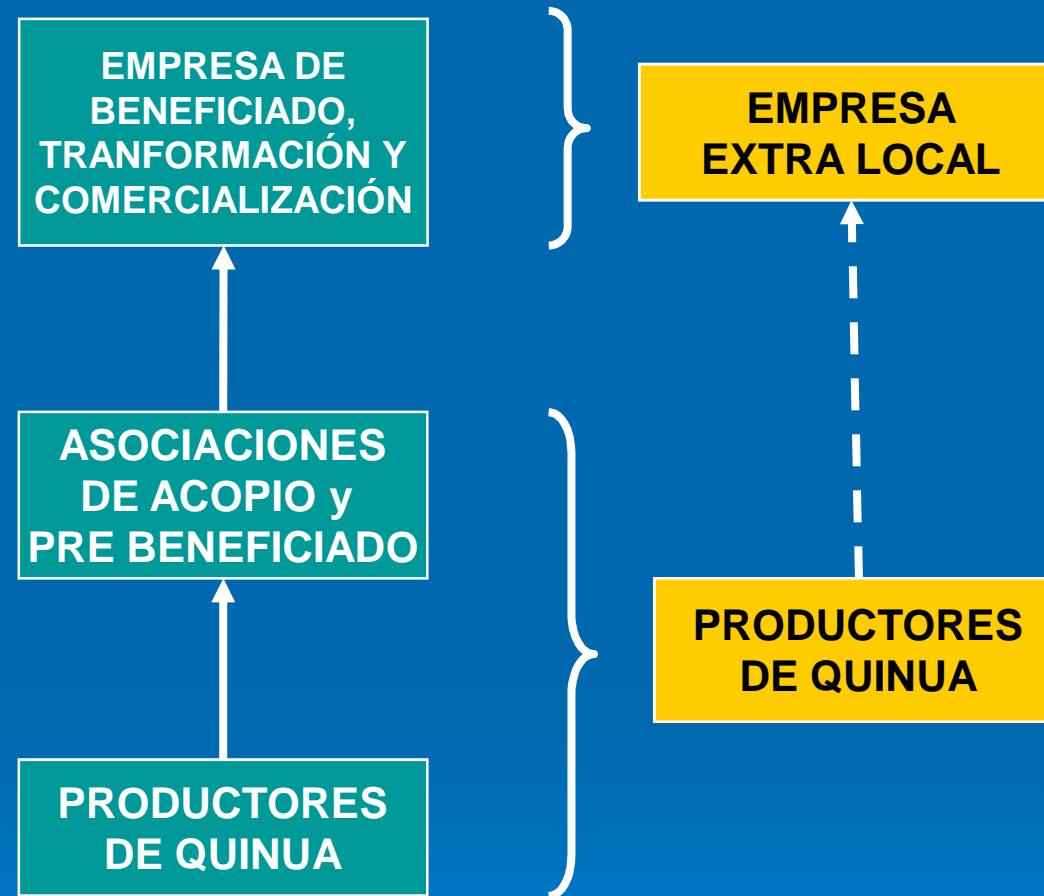 EMPRESA DE
BENEFICIADO,
TRANFORMACIÓN Y
COMERCIALIZACIÓN
EMPRESA
EXTRA LOCAL
ASOCIACIONES
DE ACOPIO y
PRE BENEFICIADO
PRODUCTORES
DE QUINUA
PRODUCTORES
DE QUINUA